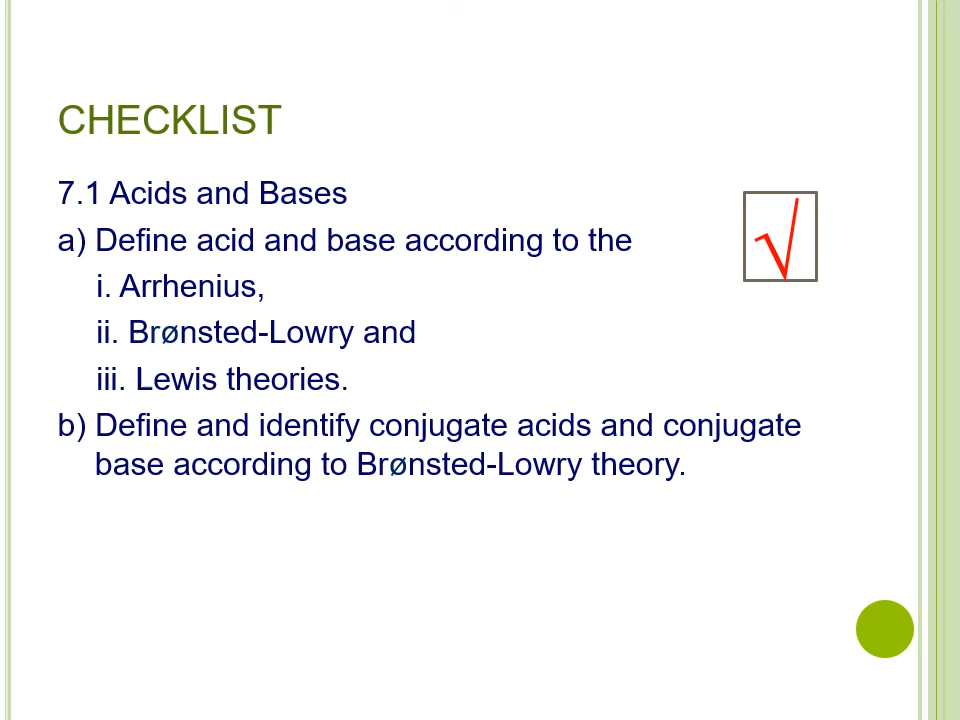 CHECKLIST
7.1 Acids and Bases
a) Define acid and base according to the
i. Arrhenius,
ii. Brønsted-Lowry and
iii. Lewis theories.
b) Define and identify conjugate acids and conjugate
base according to Brønsted-Lowry theory.
√